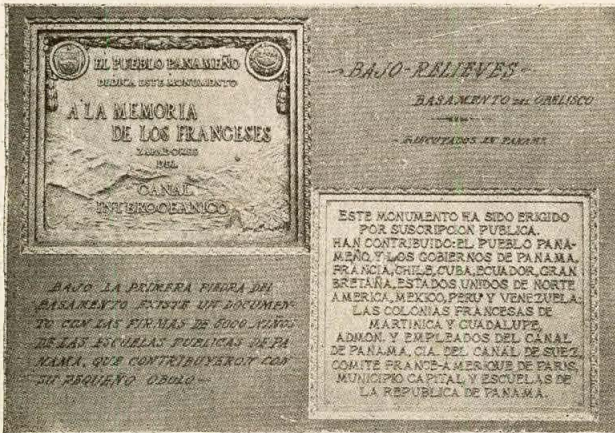 EL PUEBLO PANAMEÑO
DEDICA ESTE MONUMENTO
A LA MEMORIA
DE LOS FRANCESES
ZAPADORES
DEL
CANAL
INTEROCEANICO
BAJO-RELIEVES
BASAMENTO DEL OBELISCO
EJECUTADOS EN PANAMÁ
BAJO LA PRIMERA PIEDRA DEL
BASAMENTO EXISTE UN DOCUMEN-
TO CON LAS FIRMAS DE 5000 NIÑOS
DE LAS ESCUELAS PUBLICAS DE PA
NAMA, QUE CONTRIBUYERON CON
SU PEQUEÑO OBOLO
ESTE MONUMENTO HA SIDO ERIGIDO
POR SUSCRIPCION PUBLICA.
HAN CONTRIBUIDO: EL PUEBLO PANA-
MEÑO, Y LOS GOBIERNOS DE PANAMA,
FRANCIA, CHILE, CUBA, ECUADOR, GRAN
BRETAÑA, ESTADOS UNIDOS DE NORTE
AMERICA, MEXICO, PERU Y VENEZUELA.
LAS COLONIAS FRANCESAS DE
MARTINICA Y GUADALUPE,
ADMON. Y EMPLEADOS DEL CANAL
DE PANAMA, CIA. DEL CANAL DE SUEZ,
COMITE FRANCE-AMERIQUE DE PARIS,
MUNICIPIO CAPITAL Y ESCUELAS DE
LA REPUBLICA DE PANAMA.